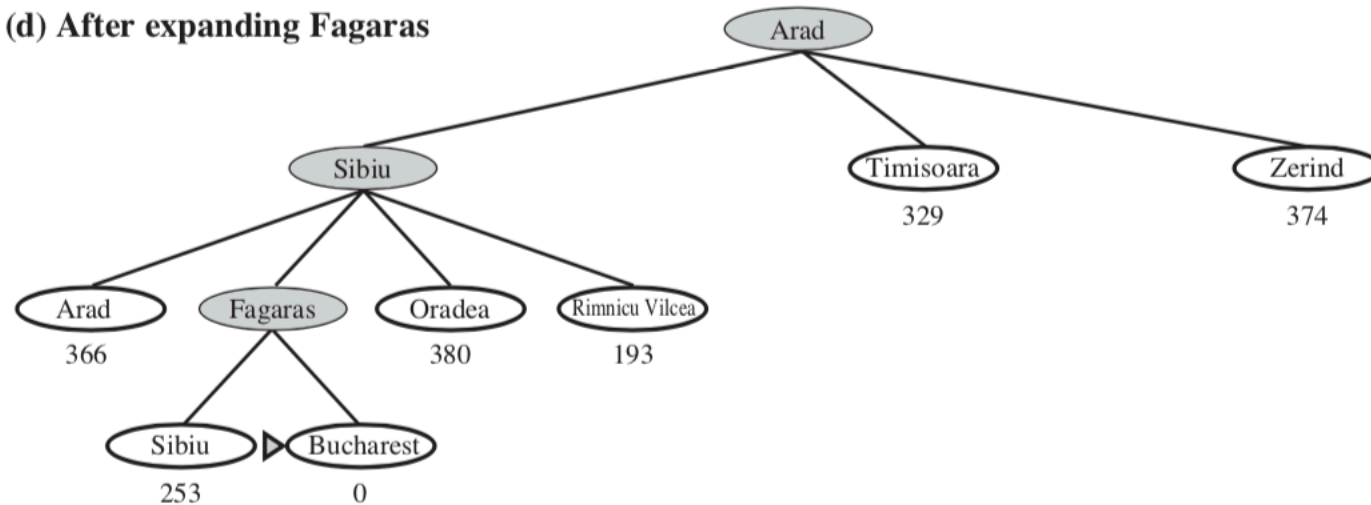 (d) After expanding Fagaras
Arad
Sibiu
Timisoara
Zerind
329
374
Arad
Fagaras
Oradea
Rimnicu Vilcea
366
380
193
Sibiu
Bucharest
253
0